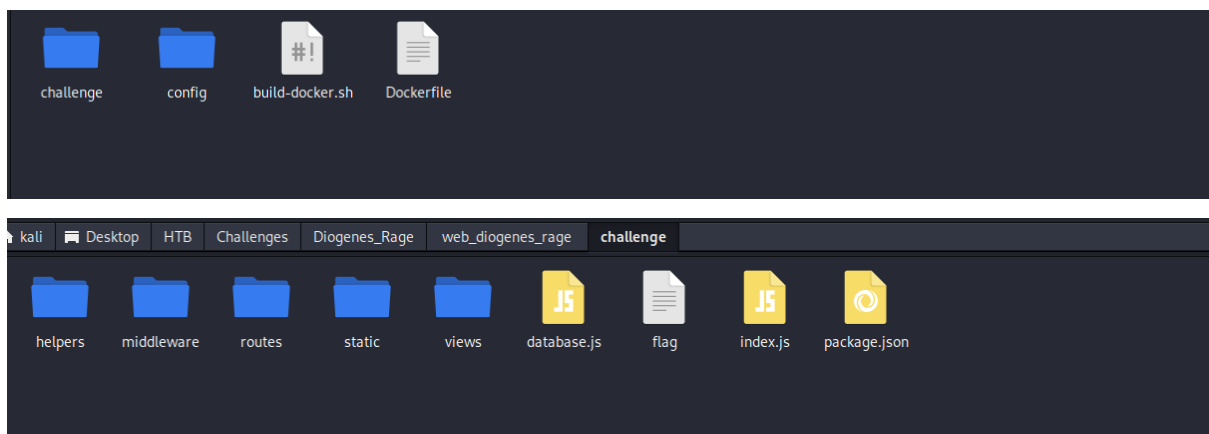 challenge config build-docker.sh Dockerfile
kali Desktop HTB Challenges Diogenes_Rage web_diogenes_rage challenge
helpers middleware routes static views database.js flag index.js package.json